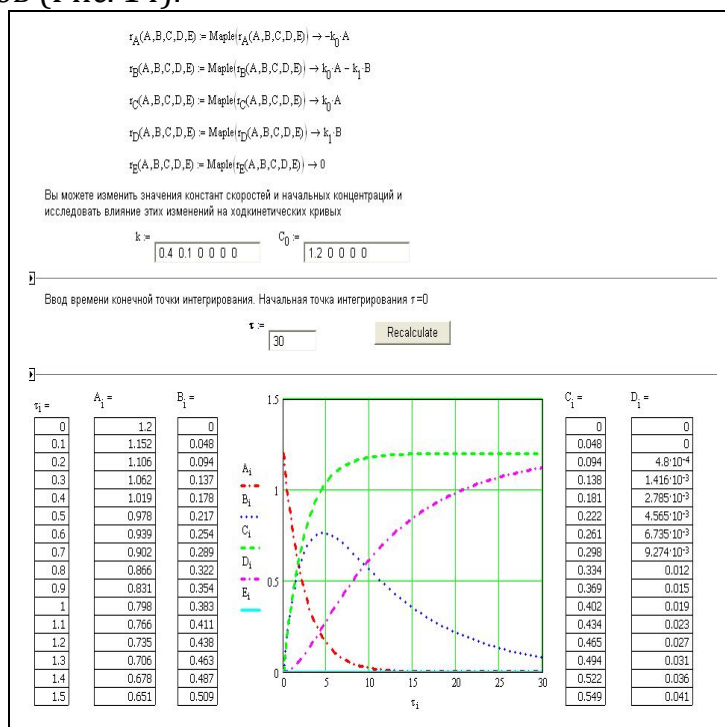 ов (Рис. 14).
r_A(A,B,C,D,E) := Maple(r_A(A,B,C,D,E)) → -k_0·A
r_B(A,B,C,D,E) := Maple(r_B(A,B,C,D,E)) → k_0·A - k_1·B
r_C(A,B,C,D,E) := Maple(r_C(A,B,C,D,E)) → k_0·A
r_D(A,B,C,D,E) := Maple(r_D(A,B,C,D,E)) → k_1·B
r_E(A,B,C,D,E) := Maple(r_E(A,B,C,D,E)) → 0
Вы можете изменить значения констант скоростей и начальных концентраций и
исследовать влияние этих изменений на ходкинетических кривых
k := 0.4 0.1 0 0 0 0 C_0 := 1.2 0 0 0 0
Ввод времени конечной точки интегрирования. Начальная точка интегрирования τ=0
τ := 30 Recalculate
τ_i = A_i = B_i =
0 1.2 0
0.1 1.152 0.048
0.2 1.106 0.094
0.3 1.062 0.137
0.4 1.019 0.178
0.5 0.978 0.217
0.6 0.939 0.254
0.7 0.902 0.289
0.8 0.866 0.322
0.9 0.831 0.354
1 0.798 0.383
1.1 0.766 0.411
1.2 0.735 0.438
1.3 0.706 0.463
1.4 0.678 0.487
1.5 0.651 0.509
A_i
B_i
C_i
D_i
E_i
1.5
1
0.5
0
0 5 10 15 20 25 30
τ_i
C_i = D_i =
0 0
0.048 0
0.094 4.8·10-4
0.138 1.416·10-3
0.181 2.785·10-3
0.222 4.565·10-3
0.261 6.735·10-3
0.298 9.274·10-3
0.334 0.012
0.369 0.015
0.402 0.019
0.434 0.023
0.465 0.027
0.494 0.031
0.522 0.036
0.549 0.041